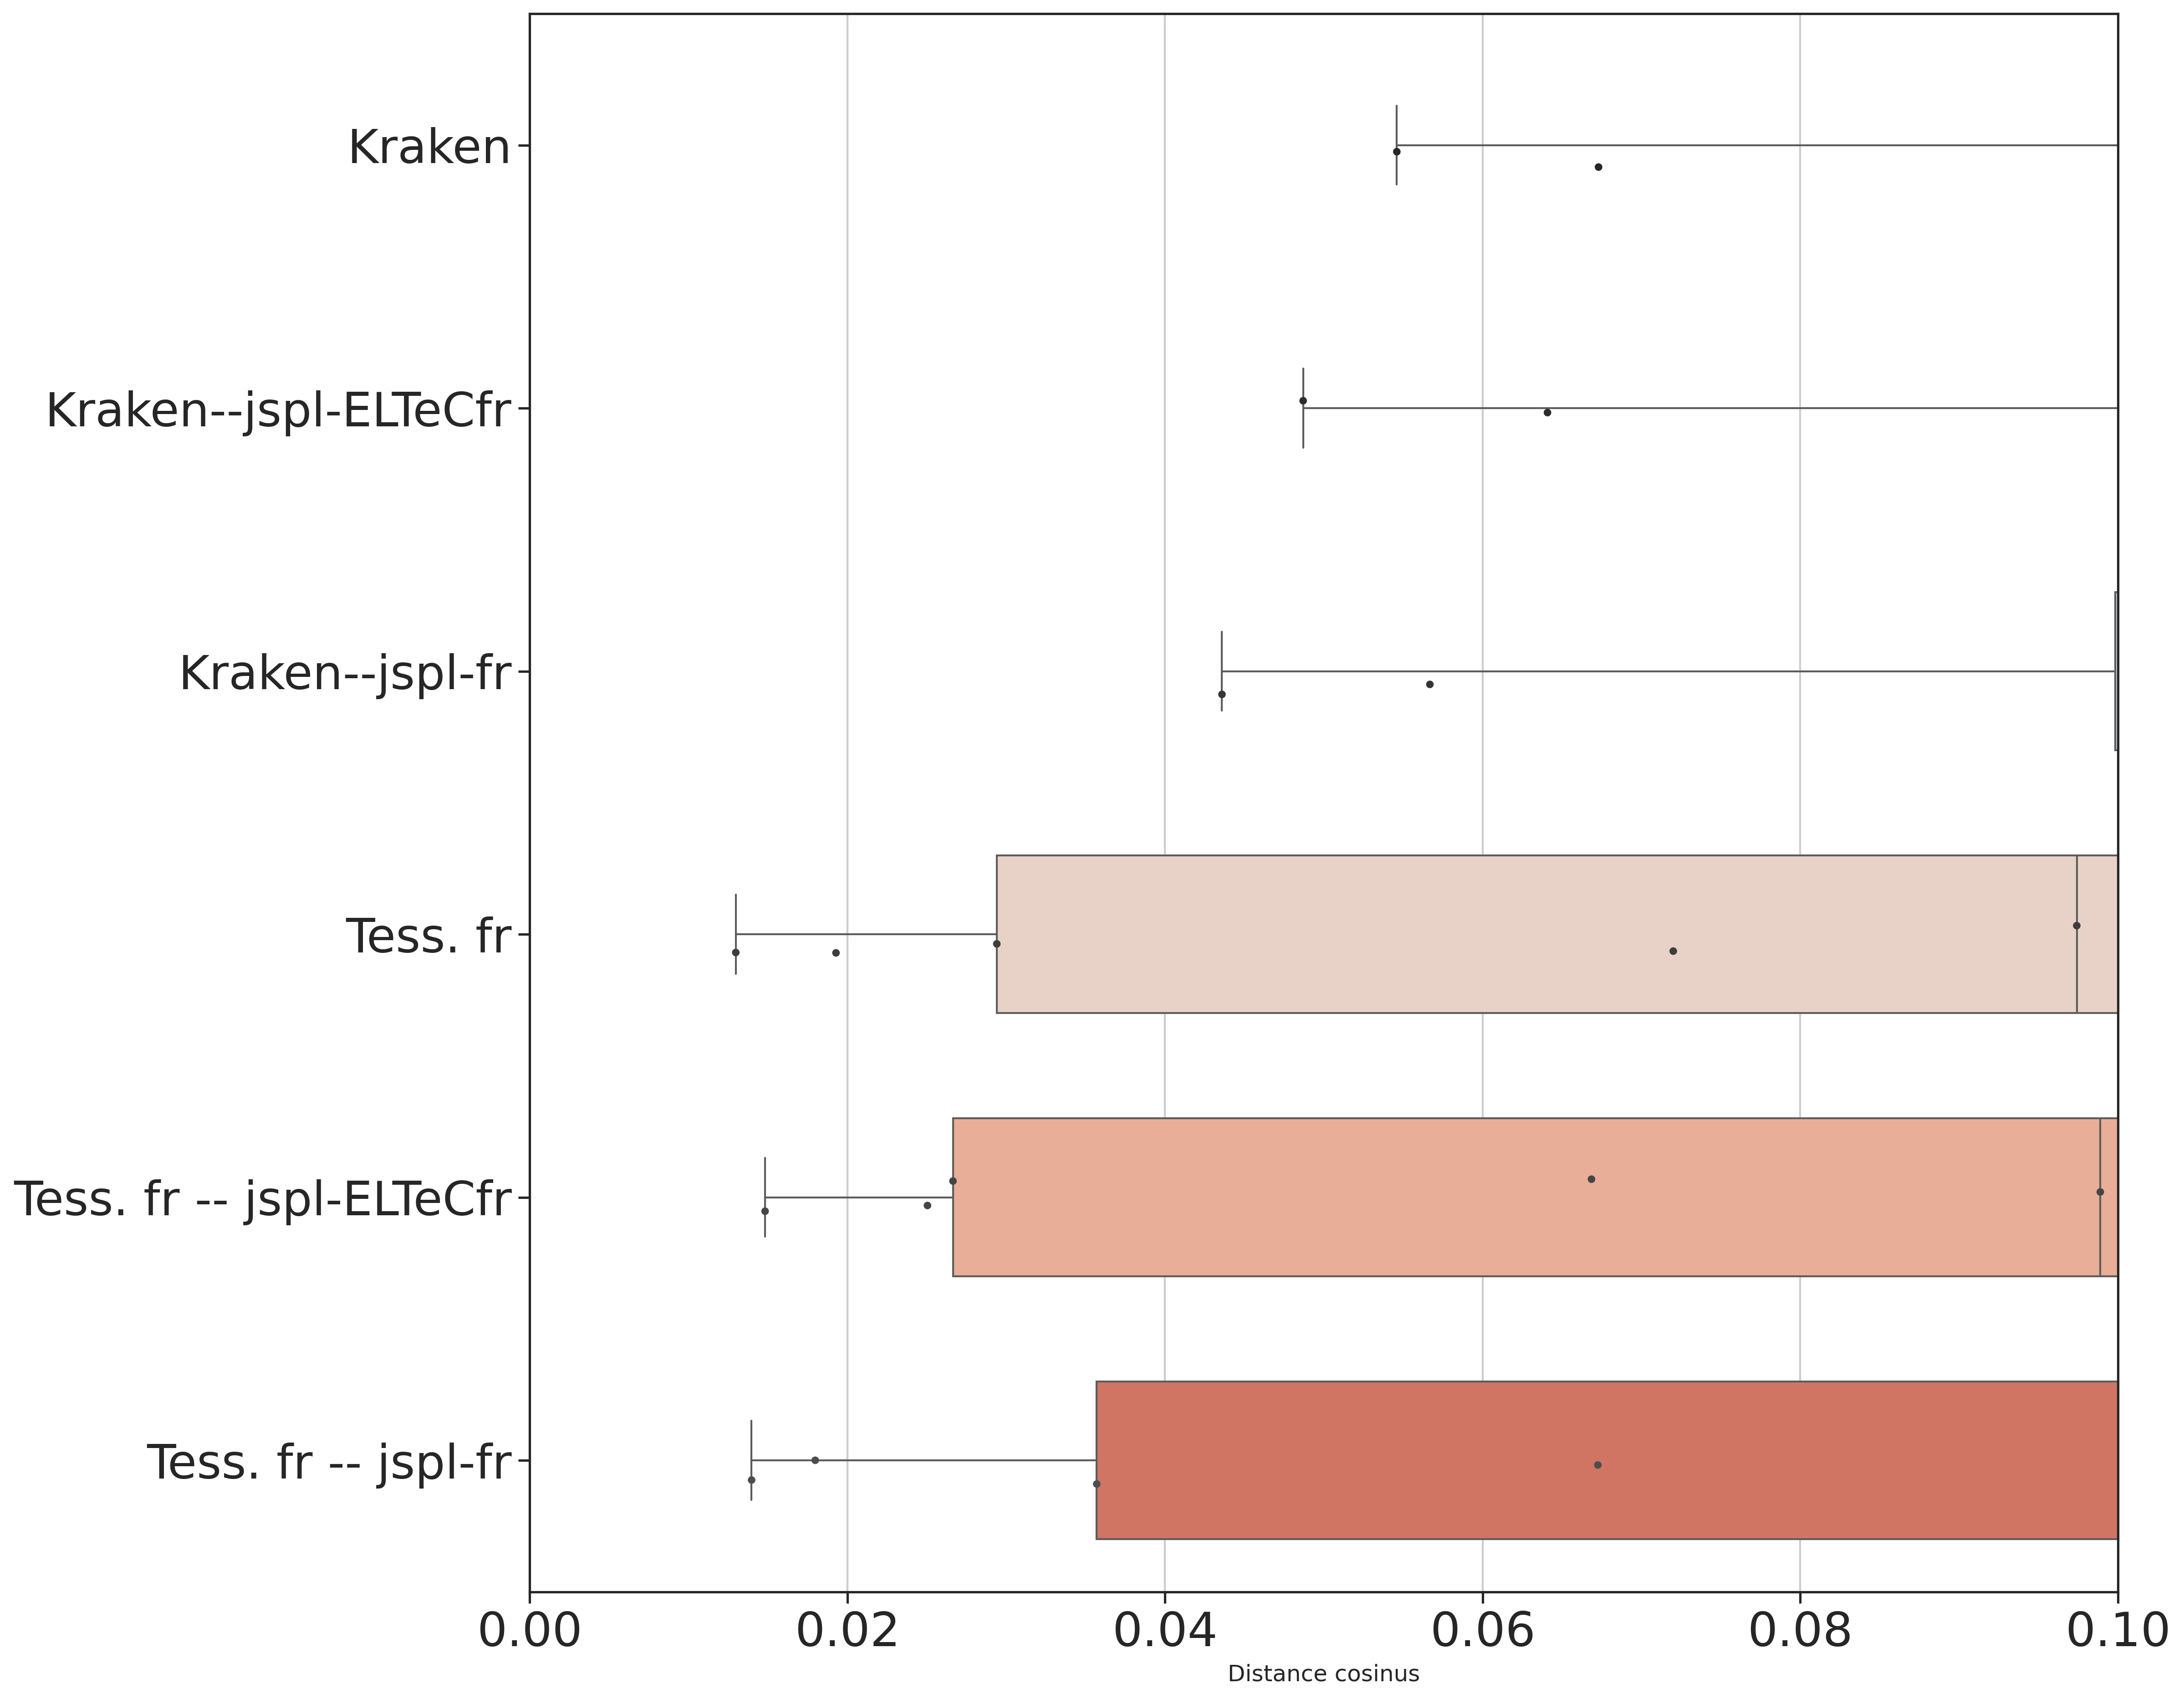 Kraken
Kraken--jspl-ELTeCfr
Kraken--jspl-fr
Tess. fr
Tess. fr -- jspl-ELTeCfr
Tess. fr -- jspl-fr
0.00 0.02 0.04 0.06 0.08 0.10
Distance cosinus